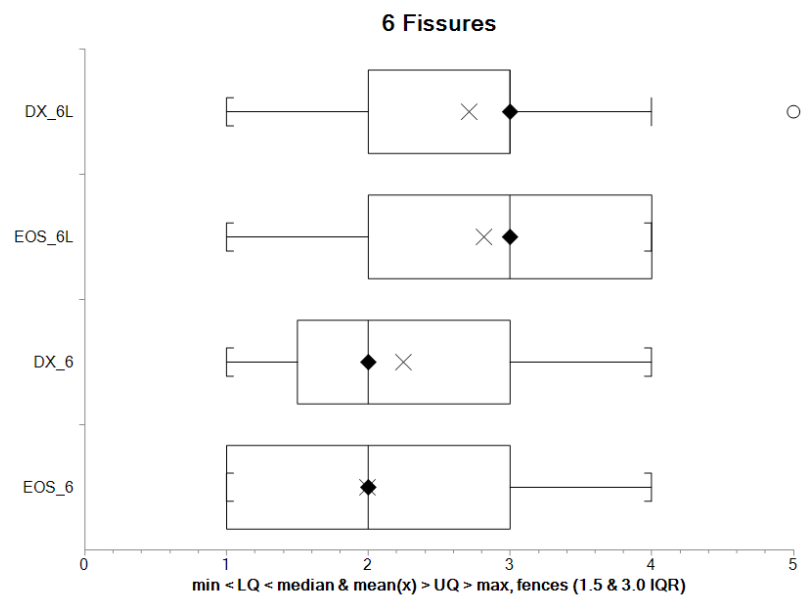 6 Fissures
DX_6L
EOS_6L
DX_6
EOS_6
0 1 2 3 4 5
min < LQ < median & mean(x) > UQ > max, fences (1.5 & 3.0 IQR)